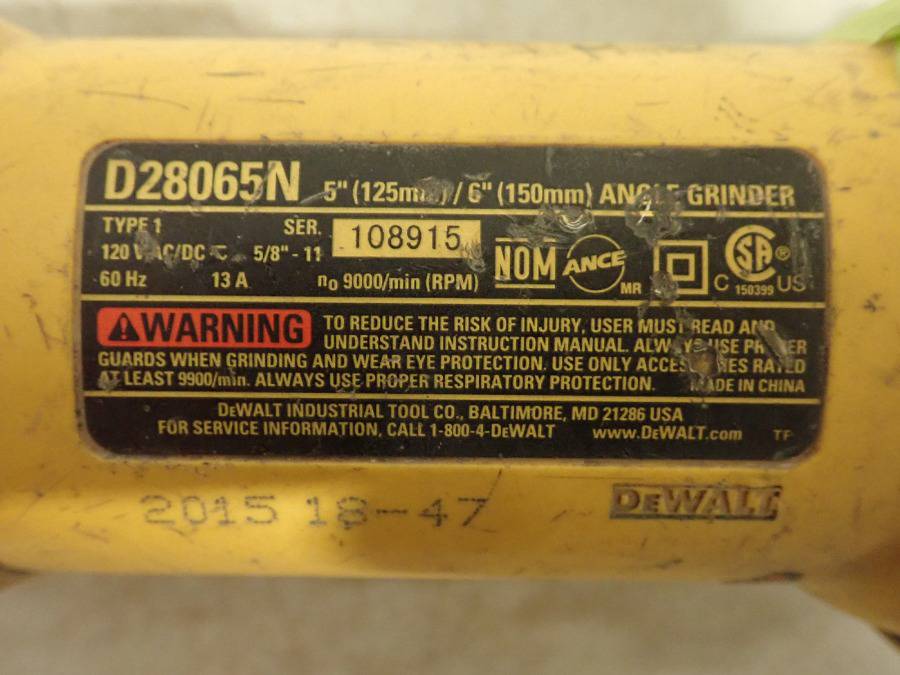 D28065N 5" (125mm) / 6" (150mm) ANGLE GRINDER
TYPE 1 SER. 108915
120 VAC/DC 5/8" - 11
60 Hz 13 A n₀ 9000/min (RPM)
NOM ANCE MR
C SA ® C 150399 US
⚠WARNING TO REDUCE THE RISK OF INJURY, USER MUST READ AND
UNDERSTAND INSTRUCTION MANUAL. ALWAYS USE PROPER
GUARDS WHEN GRINDING AND WEAR EYE PROTECTION. USE ONLY ACCESSORIES RATED
AT LEAST 9900/min. ALWAYS USE PROPER RESPIRATORY PROTECTION. MADE IN CHINA
DEWALT INDUSTRIAL TOOL CO., BALTIMORE, MD 21286 USA
FOR SERVICE INFORMATION, CALL 1-800-4-DEWALT www.DEWALT.com TF
2015 18-47 DEWALT